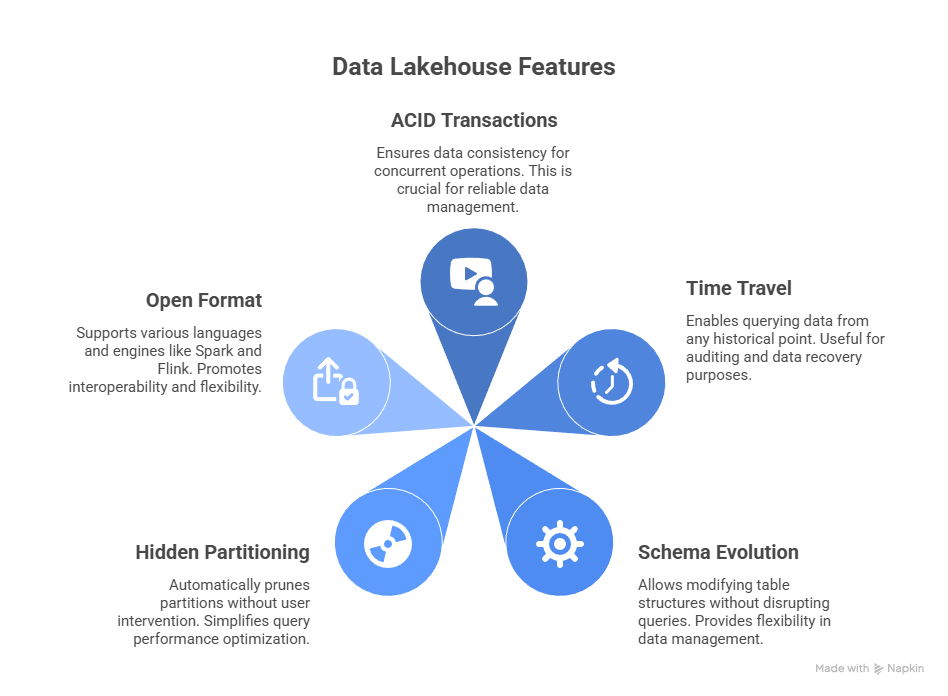 Data Lakehouse Features
ACID Transactions
Ensures data consistency for
concurrent operations. This is
crucial for reliable data
management.
Time Travel
Enables querying data from
any historical point. Useful for
auditing and data recovery
purposes.
Open Format
Supports various languages
and engines like Spark and
Flink. Promotes
interoperability and flexibility.
Hidden Partitioning
Automatically prunes
partitions without user
intervention. Simplifies query
performance optimization.
Schema Evolution
Allows modifying table
structures without disrupting
queries. Provides flexibility in
data management.
Made with Napkin